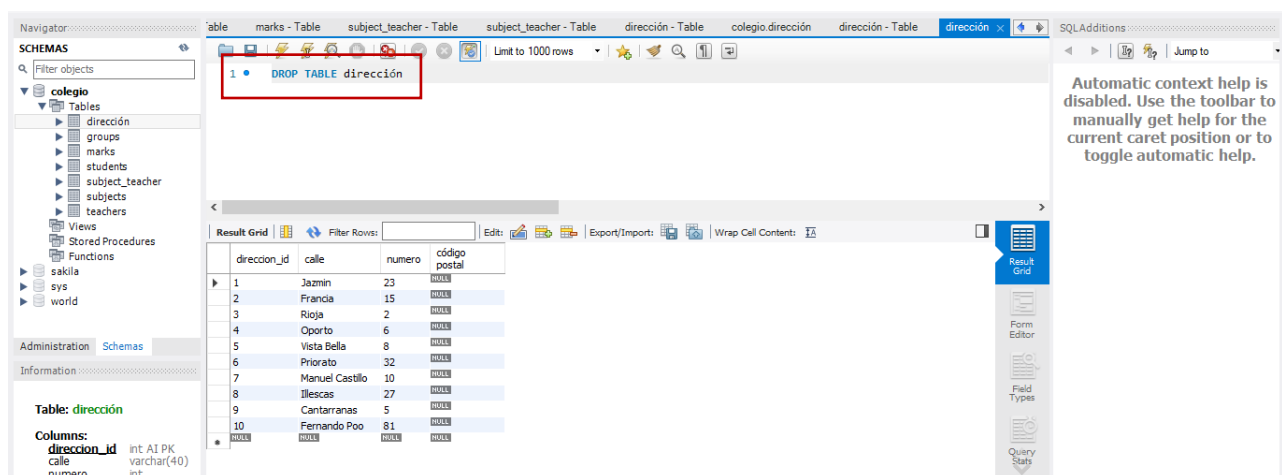 Navigator
SCHEMAS
Filter objects
colegio
Tables
dirección
groups
marks
students
subject_teacher
subjects
teachers
Views
Stored Procedures
Functions
sakila
sys
world
Administration Schemas
Information
Table: dirección
Columns:
direccion_id int AI PK
calle varchar(40)
numero int
able marks - Table subject_teacher - Table subject_teacher - Table dirección - Table colegio.dirección dirección - Table dirección
Limit to 1000 rows
1 DROP TABLE dirección
Result Grid Filter Rows: Edit: Export/Import: Wrap Cell Content: IA
direccion_id calle numero código postal
1 Jazmin 23 NULL
2 Francia 15 NULL
3 Rioja 2 NULL
4 Oporto 6 NULL
5 Vista Bella 8 NULL
6 Priorato 32 NULL
7 Manuel Castillo 10 NULL
8 Illescas 27 NULL
9 Cantarranas 5 NULL
10 Fernando Poo 81 NULL
NULL NULL NULL NULL
Result
Grid
Form
Editor
Field
Types
Query
Stats
SQLAdditions
Jump to
Automatic context help is
disabled. Use the toolbar to
manually get help for the
current caret position or to
toggle automatic help.